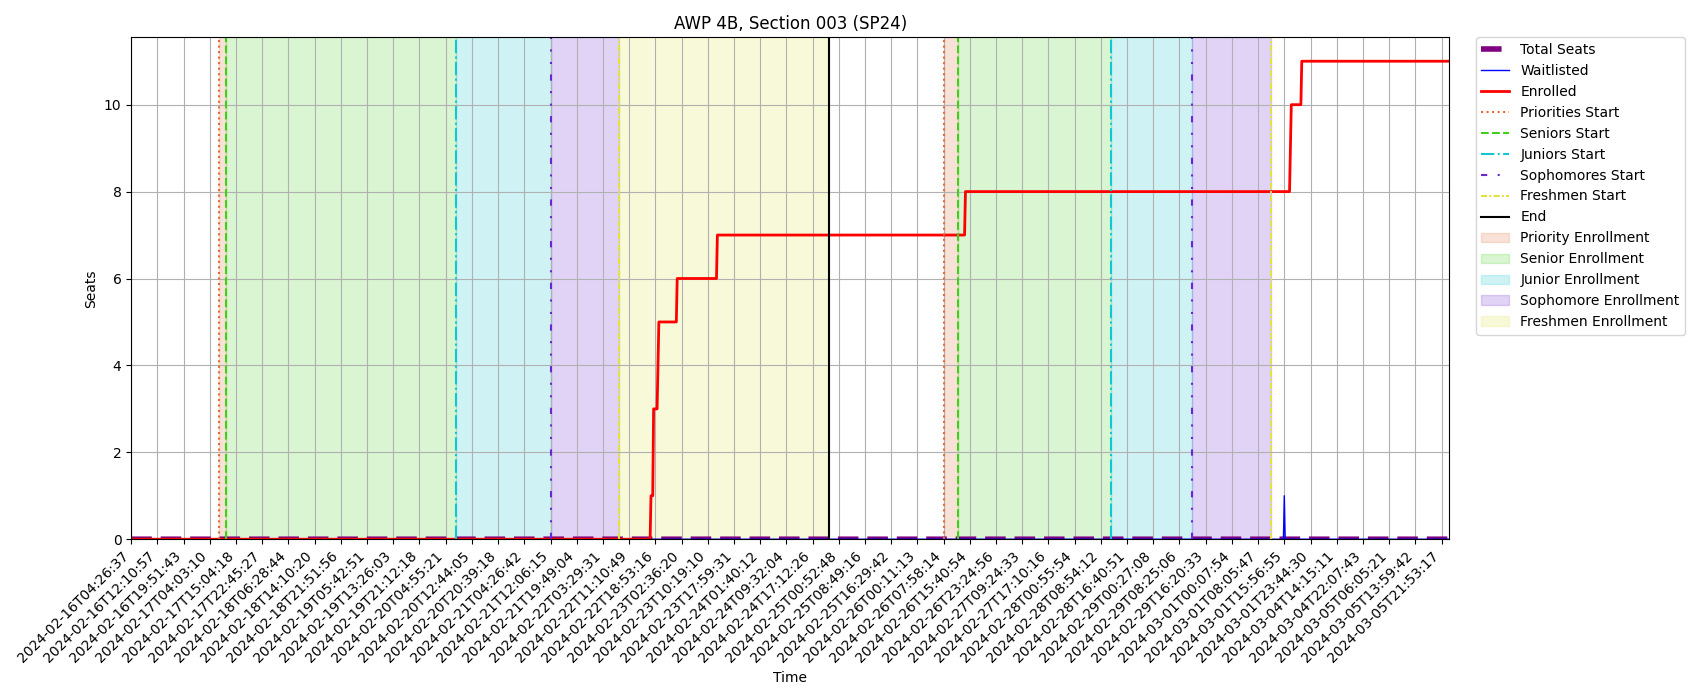 AWP 4B, Section 003 (SP24)
Seats
10
8
6
4
2
0
2024-02-16T04:26:37
2024-02-16T12:10:57
2024-02-16T19:51:43
2024-02-17T04:03:10
2024-02-17T15:04:18
2024-02-17T22:45:27
2024-02-18T06:28:44
2024-02-18T14:10:20
2024-02-18T21:51:56
2024-02-19T05:42:51
2024-02-19T13:26:03
2024-02-19T21:12:18
2024-02-20T04:55:21
2024-02-20T12:44:05
2024-02-20T20:39:18
2024-02-21T04:26:42
2024-02-21T12:06:15
2024-02-21T19:49:04
2024-02-22T03:29:31
2024-02-22T11:10:49
2024-02-22T18:53:16
2024-02-23T02:36:20
2024-02-23T10:19:10
2024-02-23T17:59:31
2024-02-24T01:40:12
2024-02-24T09:32:04
2024-02-24T17:12:26
2024-02-25T00:52:48
2024-02-25T08:49:16
2024-02-25T16:29:42
2024-02-26T00:11:13
2024-02-26T07:58:14
2024-02-26T15:40:54
2024-02-26T23:24:56
2024-02-27T09:24:33
2024-02-27T17:10:16
2024-02-28T00:55:54
2024-02-28T08:54:12
2024-02-28T16:40:51
2024-02-29T00:27:08
2024-02-29T08:25:06
2024-02-29T16:20:33
2024-03-01T00:07:54
2024-03-01T08:05:47
2024-03-01T15:56:55
2024-03-01T23:44:30
2024-03-04T14:15:11
2024-03-04T22:07:43
2024-03-05T06:05:21
2024-03-05T13:59:42
2024-03-05T21:53:17
Time
Total Seats
Waitlisted
Enrolled
Priorities Start
Seniors Start
Juniors Start
Sophomores Start
Freshmen Start
End
Priority Enrollment
Senior Enrollment
Junior Enrollment
Sophomore Enrollment
Freshmen Enrollment